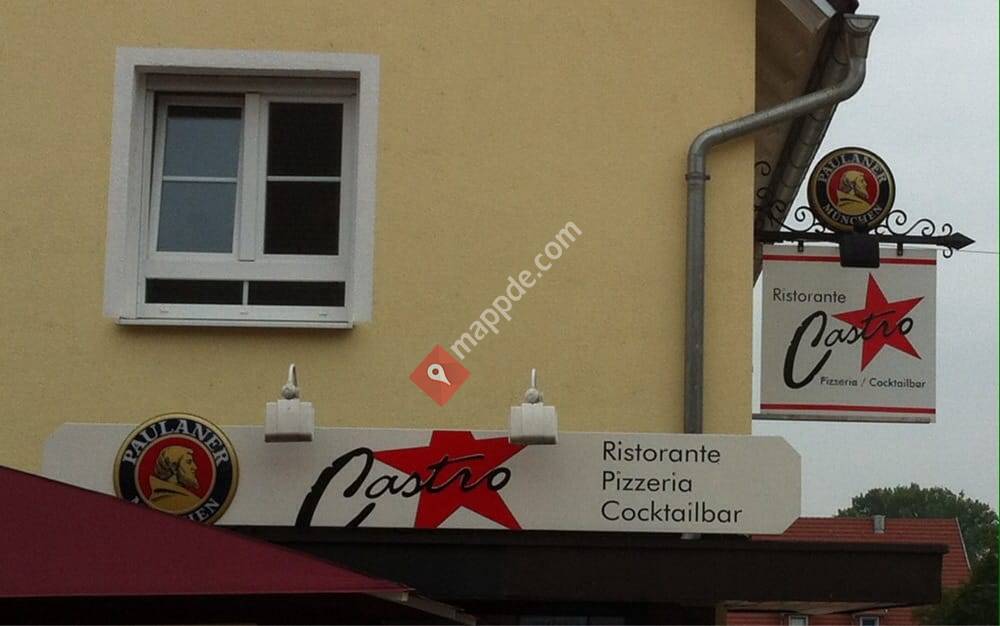 PAULANER
MÜNCHEN
Ristorante
Castro
Pizzeria / Cocktailbar
mappde.com
PAULANER
Castro
Ristorante
Pizzeria
Cocktailbar